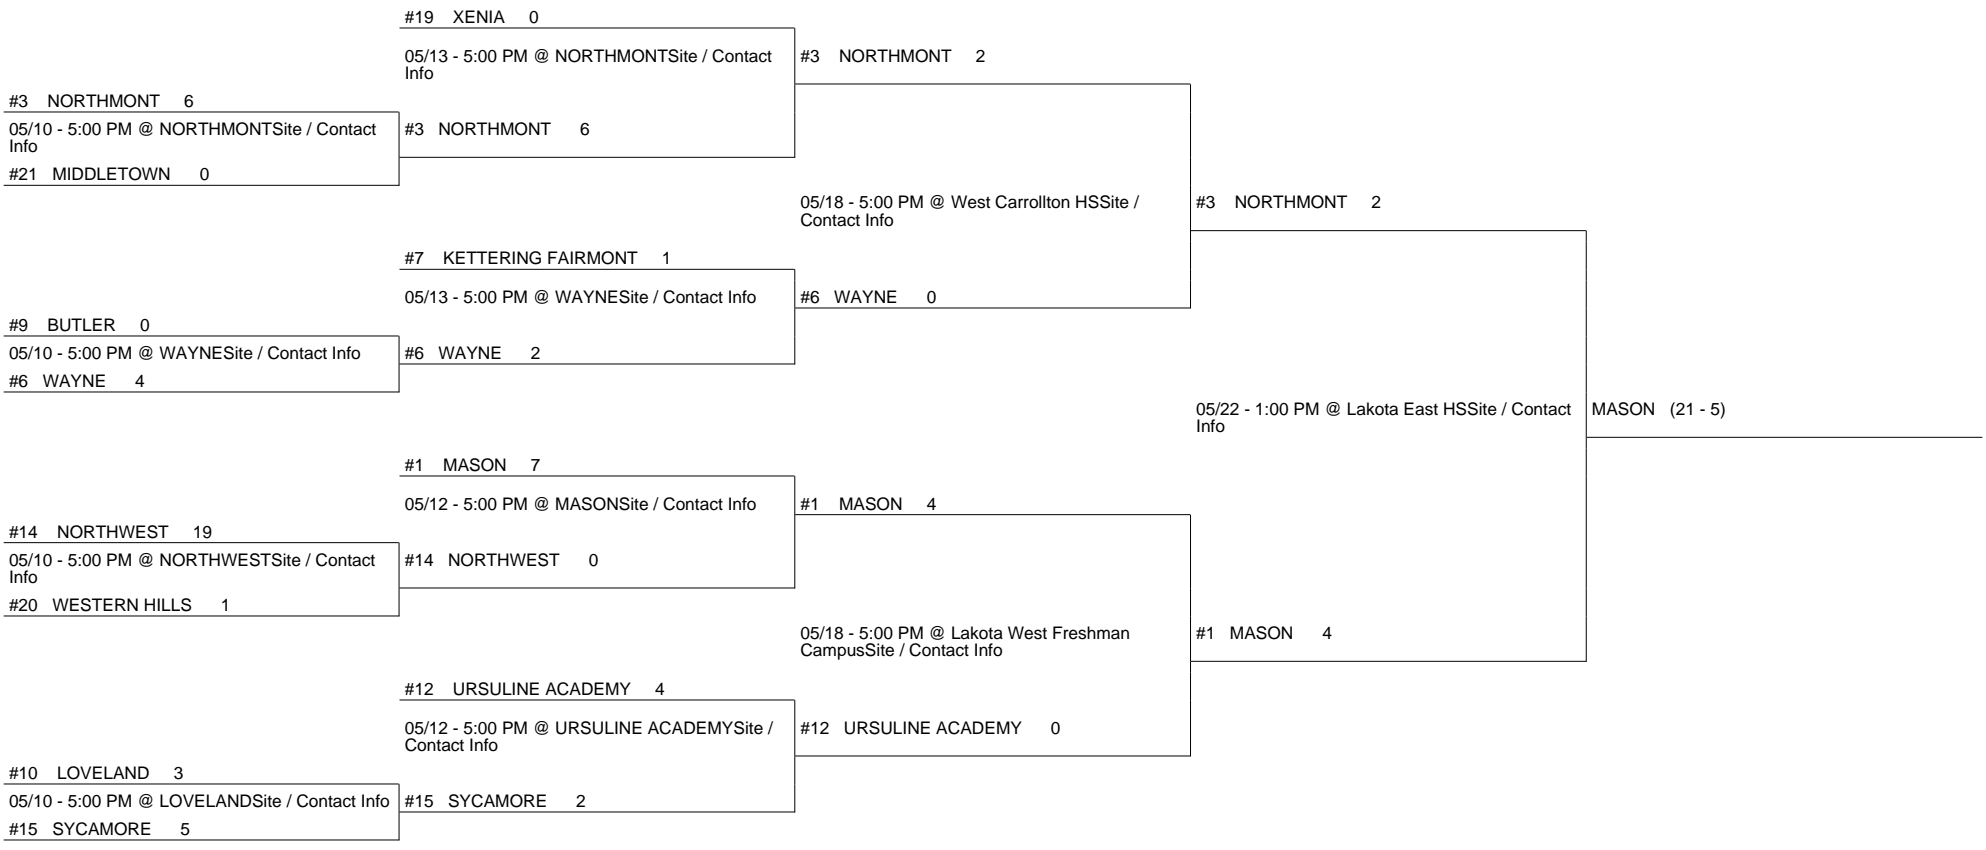 #19 XENIA 0
05/13 - 5:00 PM @ NORTHMONTSite / Contact
Info
#3 NORTHMONT 2
#3 NORTHMONT 6
05/10 - 5:00 PM @ NORTHMONTSite / Contact
Info
#3 NORTHMONT 6
#21 MIDDLETOWN 0
05/18 - 5:00 PM @ West Carrollton HSSite /
Contact Info
#3 NORTHMONT 2
#7 KETTERING FAIRMONT 1
05/13 - 5:00 PM @ WAYNESite / Contact Info
#6 WAYNE 0
#9 BUTLER 0
05/10 - 5:00 PM @ WAYNESite / Contact Info
#6 WAYNE 2
#6 WAYNE 4
05/22 - 1:00 PM @ Lakota East HSSite / Contact
Info
MASON (21 - 5)
#1 MASON 7
05/12 - 5:00 PM @ MASONSite / Contact Info
#1 MASON 4
#14 NORTHWEST 19
05/10 - 5:00 PM @ NORTHWESTSite / Contact
Info
#14 NORTHWEST 0
#20 WESTERN HILLS 1
05/18 - 5:00 PM @ Lakota West Freshman
CampusSite / Contact Info
#1 MASON 4
#12 URSULINE ACADEMY 4
05/12 - 5:00 PM @ URSULINE ACADEMYSite /
Contact Info
#12 URSULINE ACADEMY 0
#10 LOVELAND 3
05/10 - 5:00 PM @ LOVELANDSite / Contact Info
#15 SYCAMORE 2
#15 SYCAMORE 5